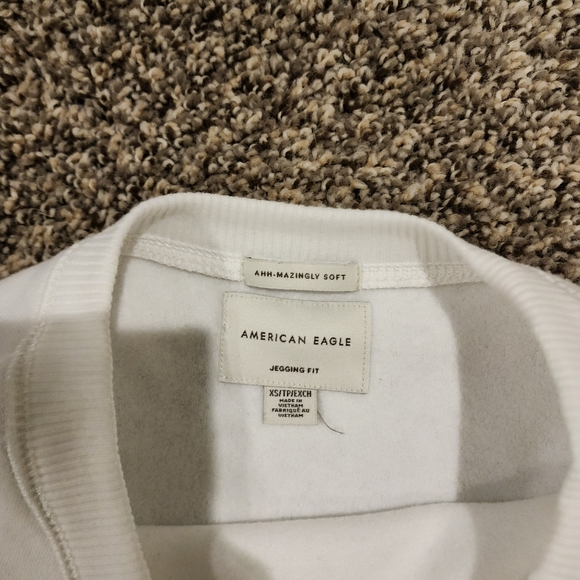 AHH-MAZINGLY SOFT
AMERICAN EAGLE
JEGGING FIT
XS/TP/EXCH
MADE IN
VIETNAM
FABRIQUÉ AU
VIETNAM